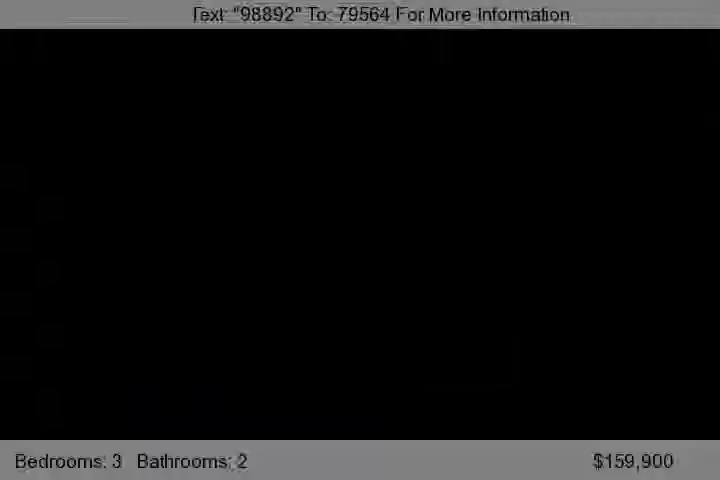 Text: "98892" To: 79564 For More Information
Bedrooms: 3 Bathrooms: 2 $159,900